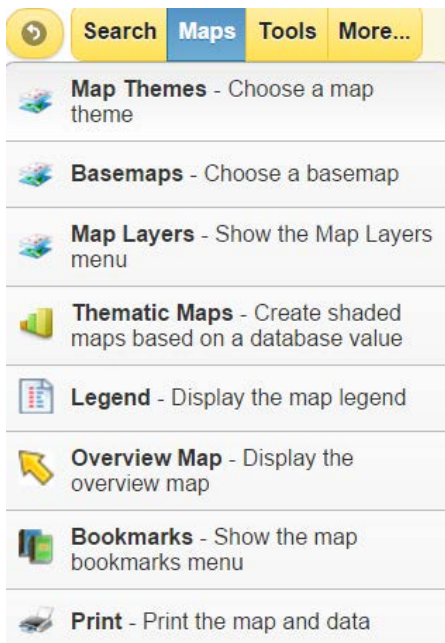 Search Maps Tools More...
Map Themes - Choose a map
theme
Basemaps - Choose a basemap
Map Layers - Show the Map Layers
menu
Thematic Maps - Create shaded
maps based on a database value
Legend - Display the map legend
Overview Map - Display the
overview map
Bookmarks - Show the map
bookmarks menu
Print - Print the map and data